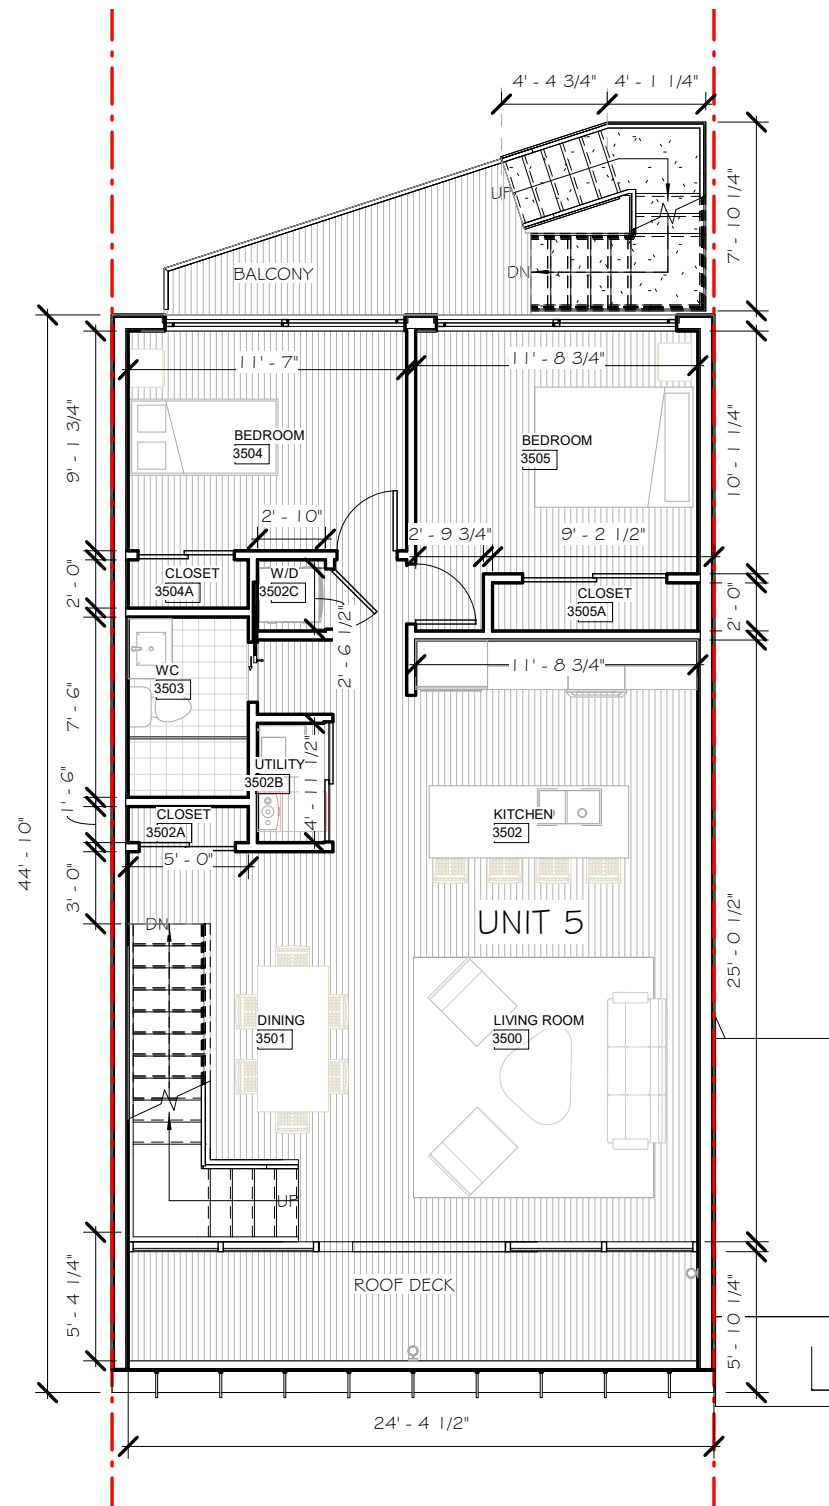 4' - 4 3/4"
4' - 1 1/4"
7' - 10 1/4"
UP
DN
BALCONY
11' - 7"
11' - 8 3/4"
9' - 1 3/4"
10' - 1 1/4"
BEDROOM
3504
BEDROOM
3505
2' - 10"
2' - 9 3/4"
9' - 2 1/2"
2' - 0"
CLOSET
3504A
W/D
3502C
CLOSET
3505A
2' - 0"
2' - 6 1/2"
11' - 8 3/4"
WC
3503
7' - 6"
UTILITY
3502B
4' - 11 1/2"
1' - 6"
CLOSET
3502A
KITCHEN
3502
44' - 10"
5' - 0"
3' - 0"
DN
UNIT 5
25' - 0 1/2"
DINING
3501
LIVING ROOM
3500
UP
5' - 4 1/4"
ROOF DECK
5' - 10 1/4"
24' - 4 1/2"